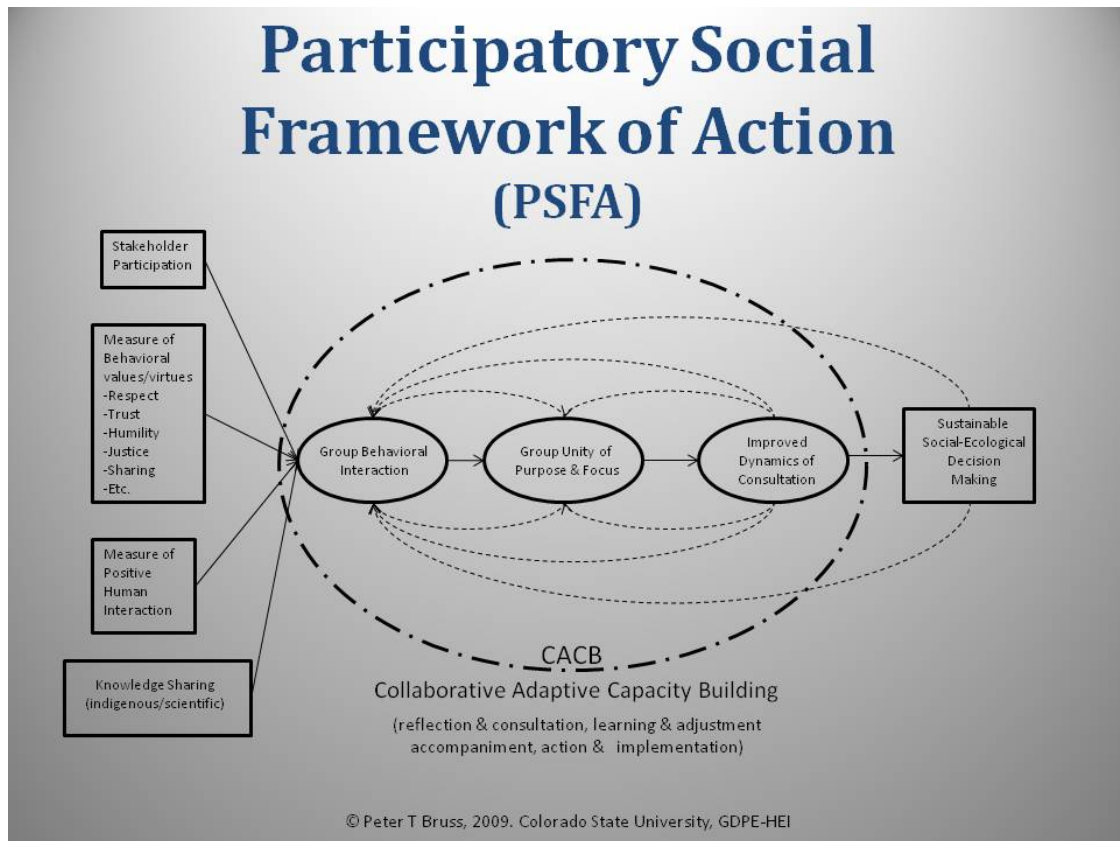 Participatory Social
Framework of Action
(PSFA)
Stakeholder
Participation
Measure of
Behavioral
values/virtues
-Respect
-Trust
-Humility
-Justice
-Sharing
-Etc.
Measure of
Positive
Human
Interaction
Knowledge Sharing
(indigenous/scientific)
Group Behavioral
Interaction
Group Unity of
Purpose & Focus
Improved
Dynamics of
Consultation
Sustainable
Social-Ecological
Decision
Making
CACB
Collaborative Adaptive Capacity Building
(reflection & consultation, learning & adjustment
accompaniment, action & implementation)
© Peter T Bruss, 2009. Colorado State University, GDPE-HEI